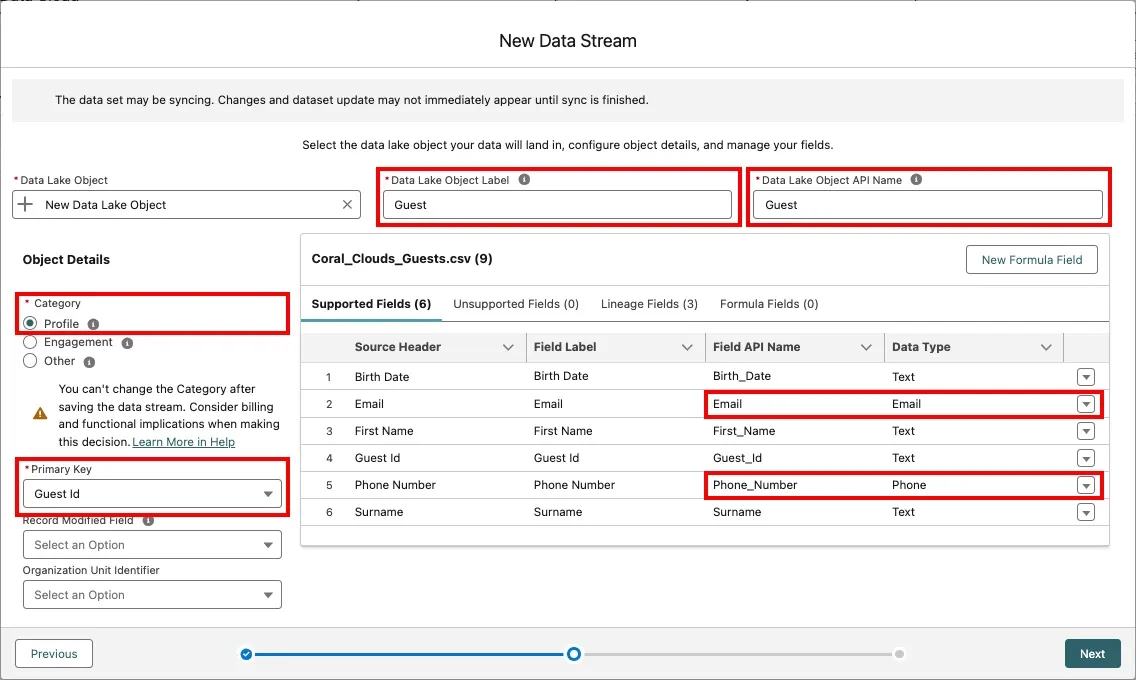 New Data Stream
The data set may be syncing. Changes and dataset update may not immediately appear until sync is finished.
Select the data lake object your data will land in, configure object details, and manage your fields.
* Data Lake Object
New Data Lake Object
* Data Lake Object Label
Guest
* Data Lake Object API Name
Guest
Object Details
* Category
Profile
Engagement
Other
You can't change the Category after
saving the data stream. Consider billing
and functional implications when making
this decision. Learn More in Help
* Primary Key
Guest Id
Record Modified Field
Select an Option
Organization Unit Identifier
Select an Option
Coral_Clouds_Guests.csv (9)
New Formula Field
Supported Fields (6) Unsupported Fields (0) Lineage Fields (3) Formula Fields (0)
Source Header Field Label Field API Name Data Type
1 Birth Date Birth Date Birth_Date Text
2 Email Email Email Email
3 First Name First Name First_Name Text
4 Guest Id Guest Id Guest_Id Text
5 Phone Number Phone Number Phone_Number Phone
6 Surname Surname Surname Text
Previous
Next